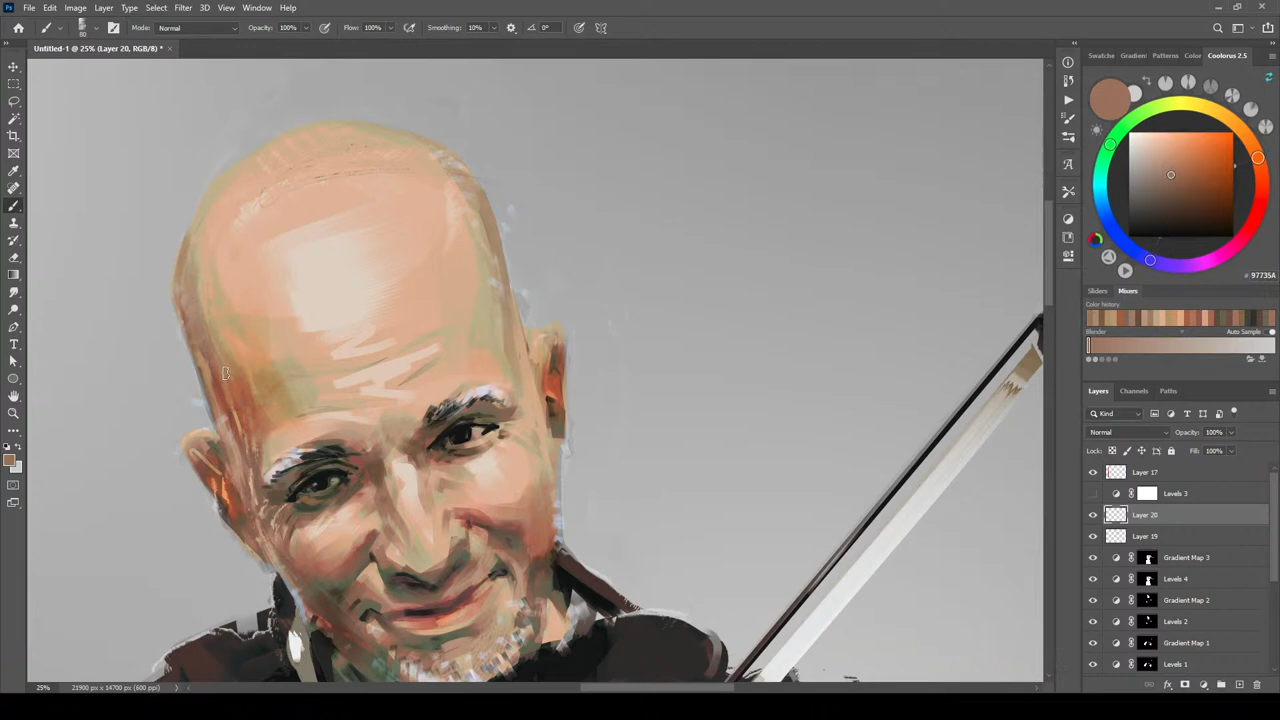 Ps File Edit Image Layer Type Select Filter 3D View Window Help
80 Mode: Normal Opacity: 100% Flow: 100% Smoothing: 10% 0°
Untitled-1 @ 25% (Layer 20, RGB/8) * ×
Swatche Gradient Patterns Color Coolorus 2.5
97735A
Sliders Mixers
Color history
Blender Auto Sample
Layers Channels Paths
Kind
Normal Opacity: 100%
Lock: Fill: 100%
Layer 17
Levels 3
Layer 20
Layer 19
Gradient Map 3
Levels 4
Gradient Map 2
Levels 2
Gradient Map 1
Levels 1
25% 21900 px x 14700 px (600 ppi)